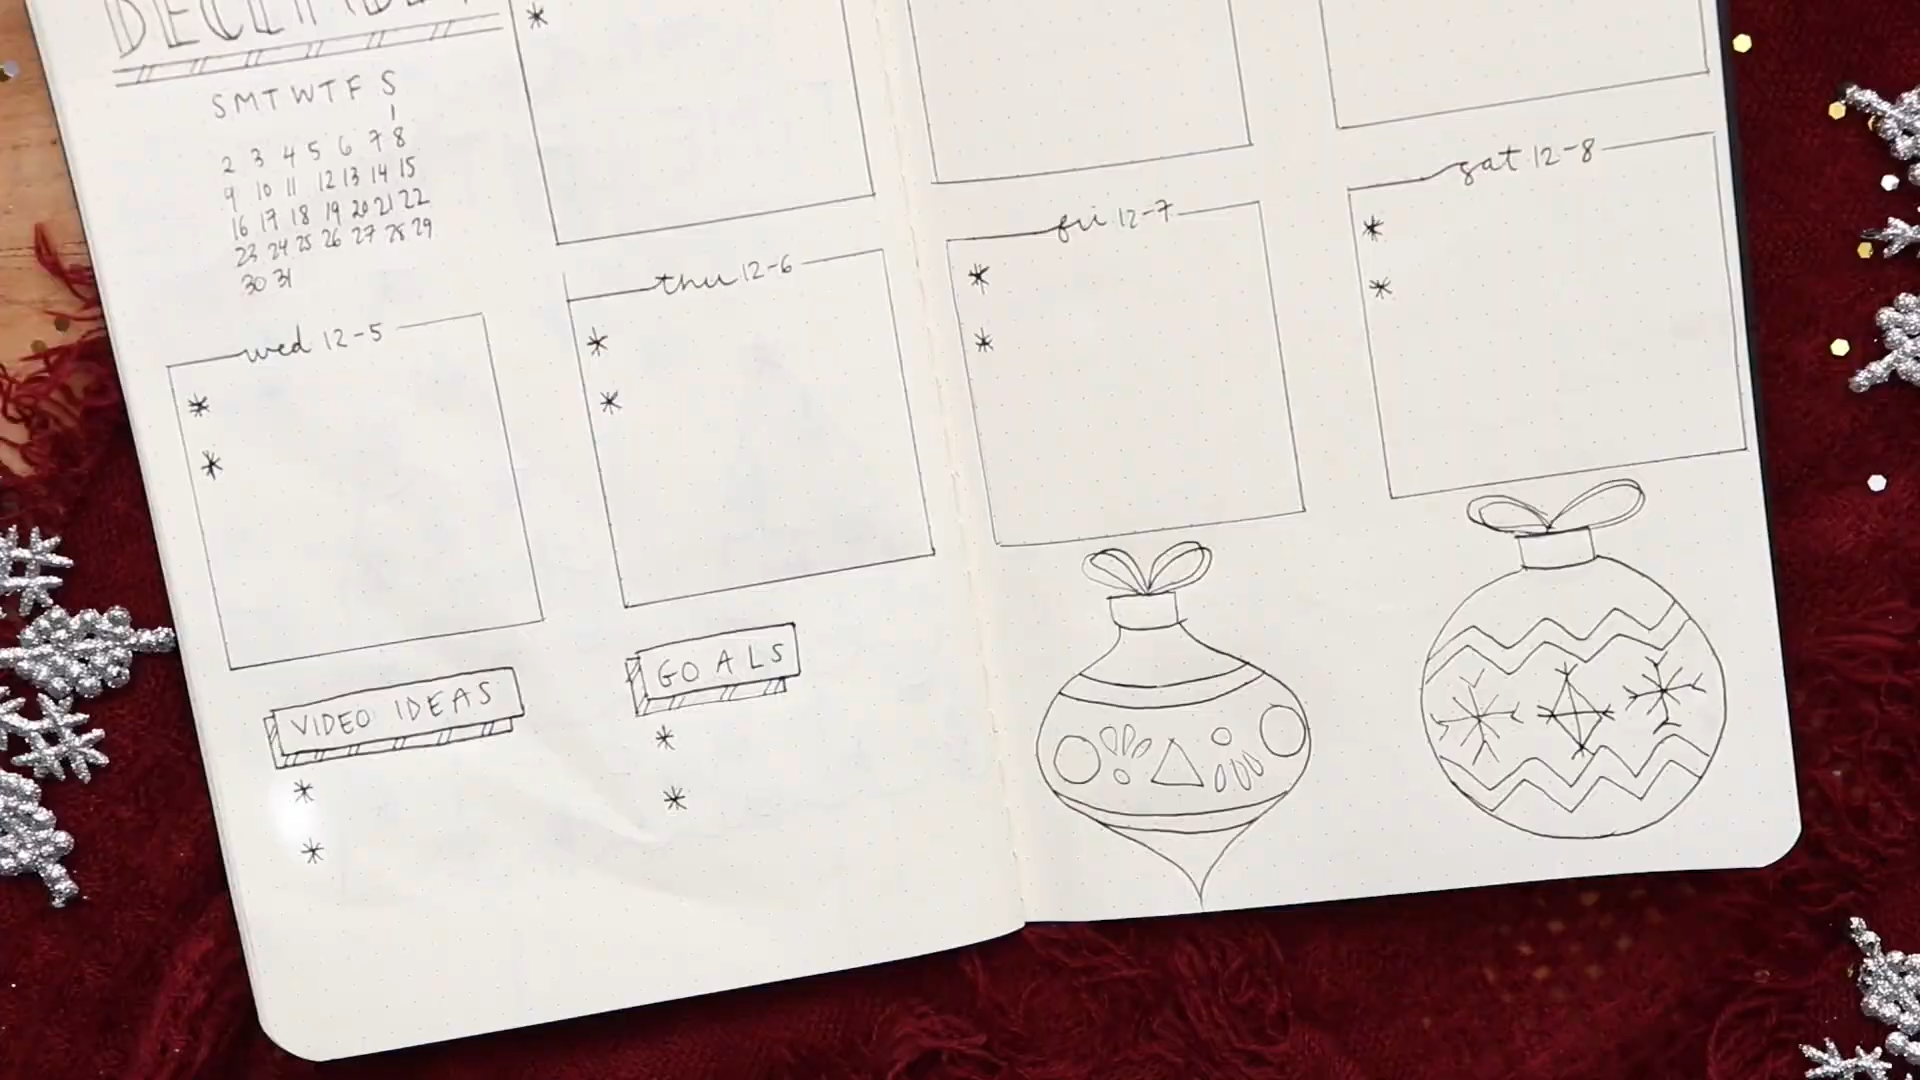 S M T W T F S
1
2 3 4 5 6 7 8
9 10 11 12 13 14 15
16 17 18 19 20 21 22
23 24 25 26 27 28 29
30 31
wed 12-5
thu 12-6
fri 12-7
sat 12-8
VIDEO IDEAS
GOALS